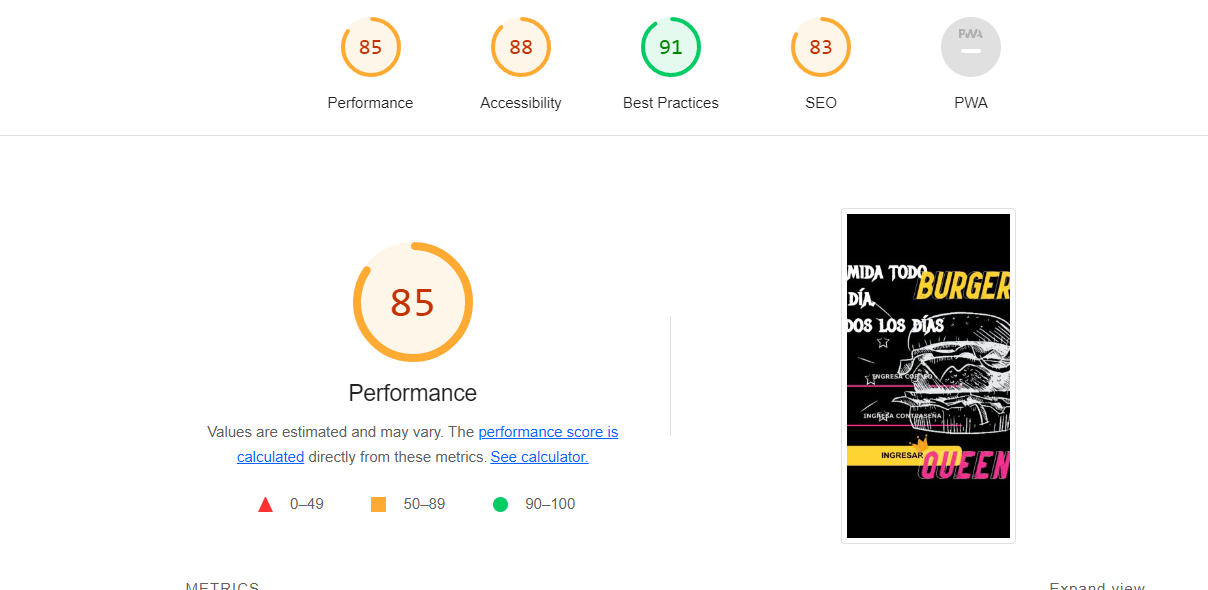 85
88
91
83
PWA
Performance
Accessibility
Best Practices
SEO
PWA
85
Performance
Values are estimated and may vary. The performance score is
calculated directly from these metrics. See calculator.
0–49
50–89
90–100
MIDA TODO
BURGER
DÍA,
DOS LOS DÍAS
INGRESA CORREO
INGRESA CONTRASEÑA
INGRESAR
QUEEN
METRICS
Expand view